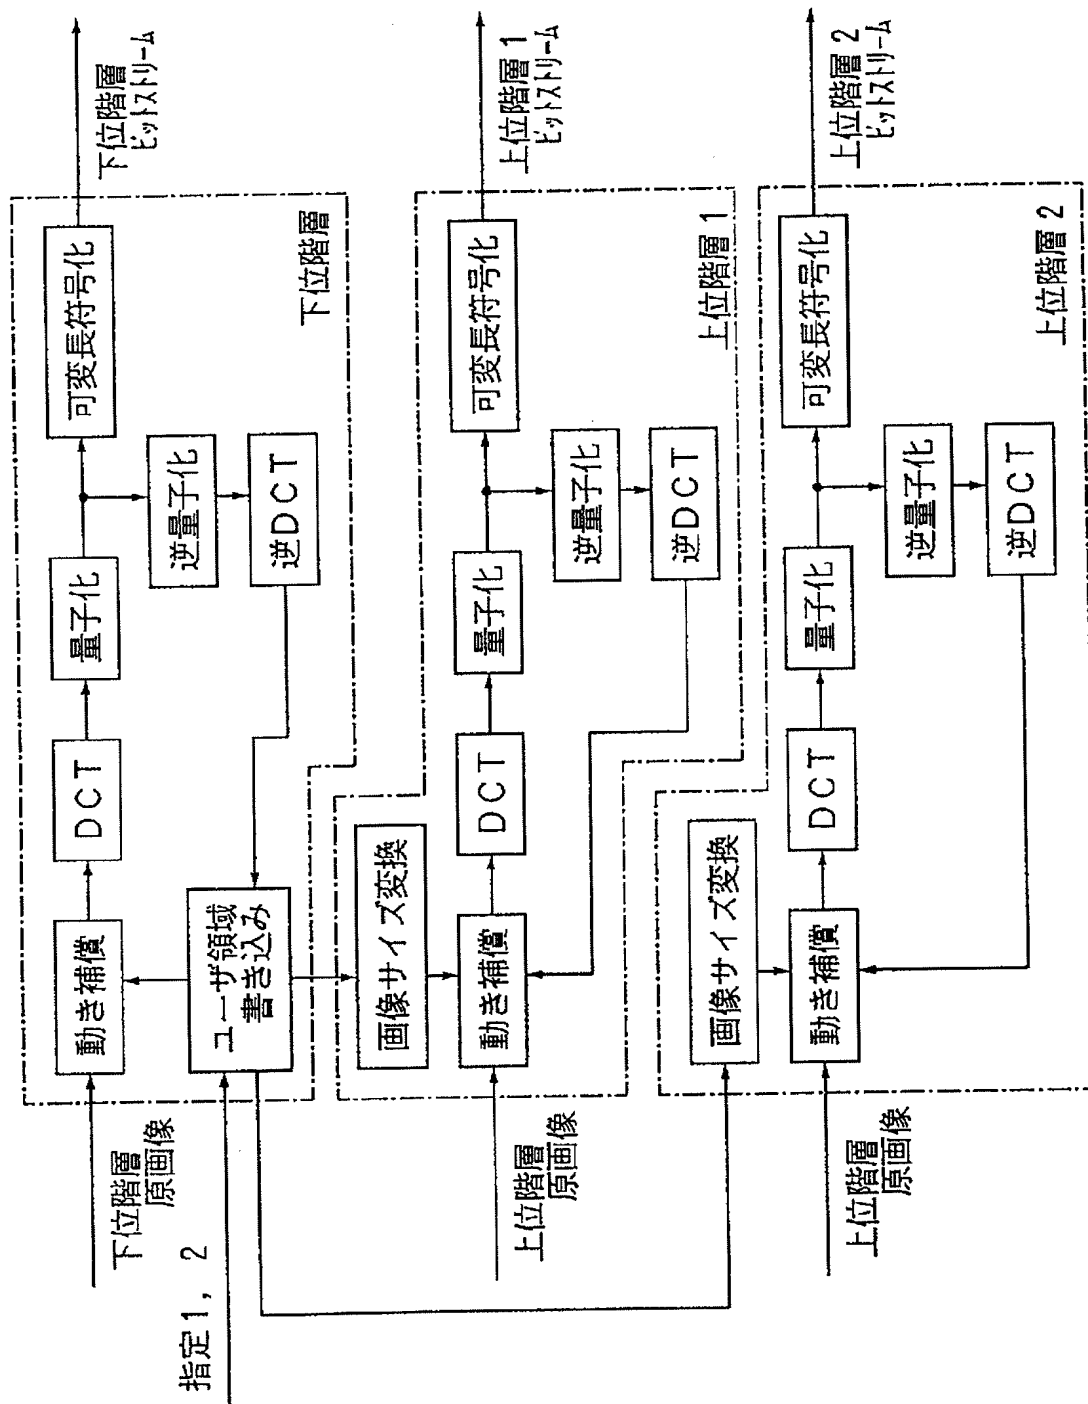 下位階層
原画像
指定1, 2
動き補償
ユーザ領域
書き込み
DCT
量子化
逆量子化
逆DCT
可変長符号化
下位階層
下位階層
ビットストリーム
上位階層
原画像
画像サイズ変換
動き補償
DCT
量子化
逆量子化
逆DCT
可変長符号化
上位階層1
上位階層1
ビットストリーム
上位階層
原画像
画像サイズ変換
動き補償
DCT
量子化
逆量子化
逆DCT
可変長符号化
上位階層2
上位階層2
ビットストリーム